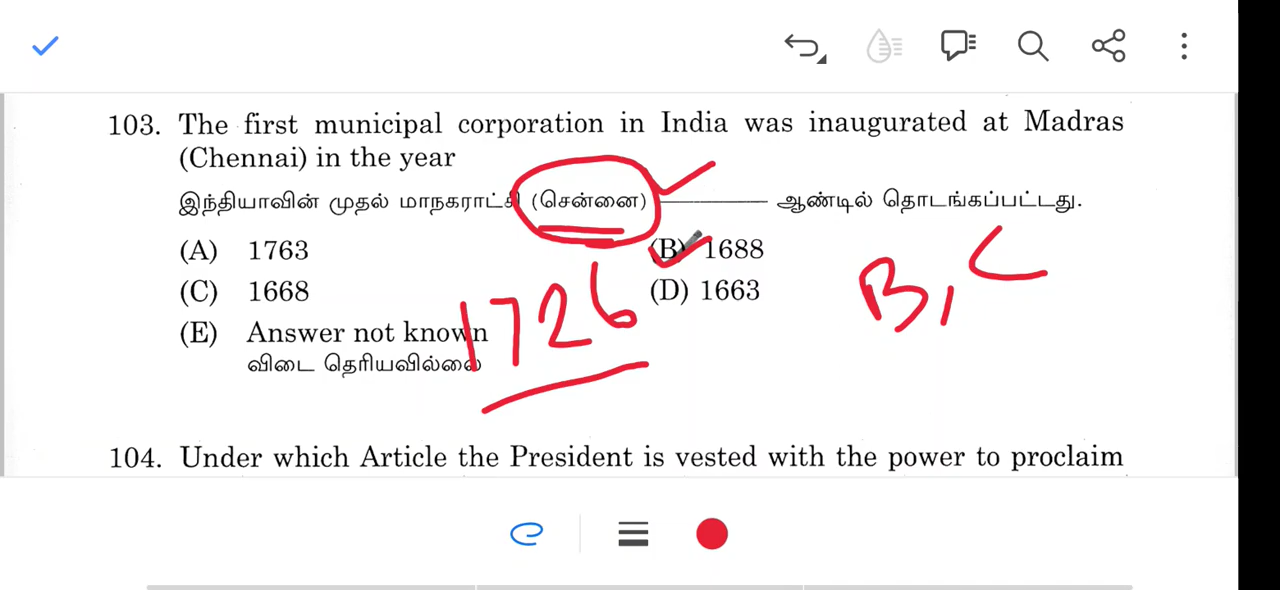 103. The first municipal corporation in India was inaugurated at Madras
(Chennai) in the year
இந்தியாவின் முதல் மாநகராட்சி (சென்னை) ———— ஆண்டில் தொடங்கப்பட்டது.
(A) 1763 (B) 1688
(C) 1668 (D) 1663
(E) Answer not known
விடை தெரியவில்லை
1726
B, C
104. Under which Article the President is vested with the power to proclaim